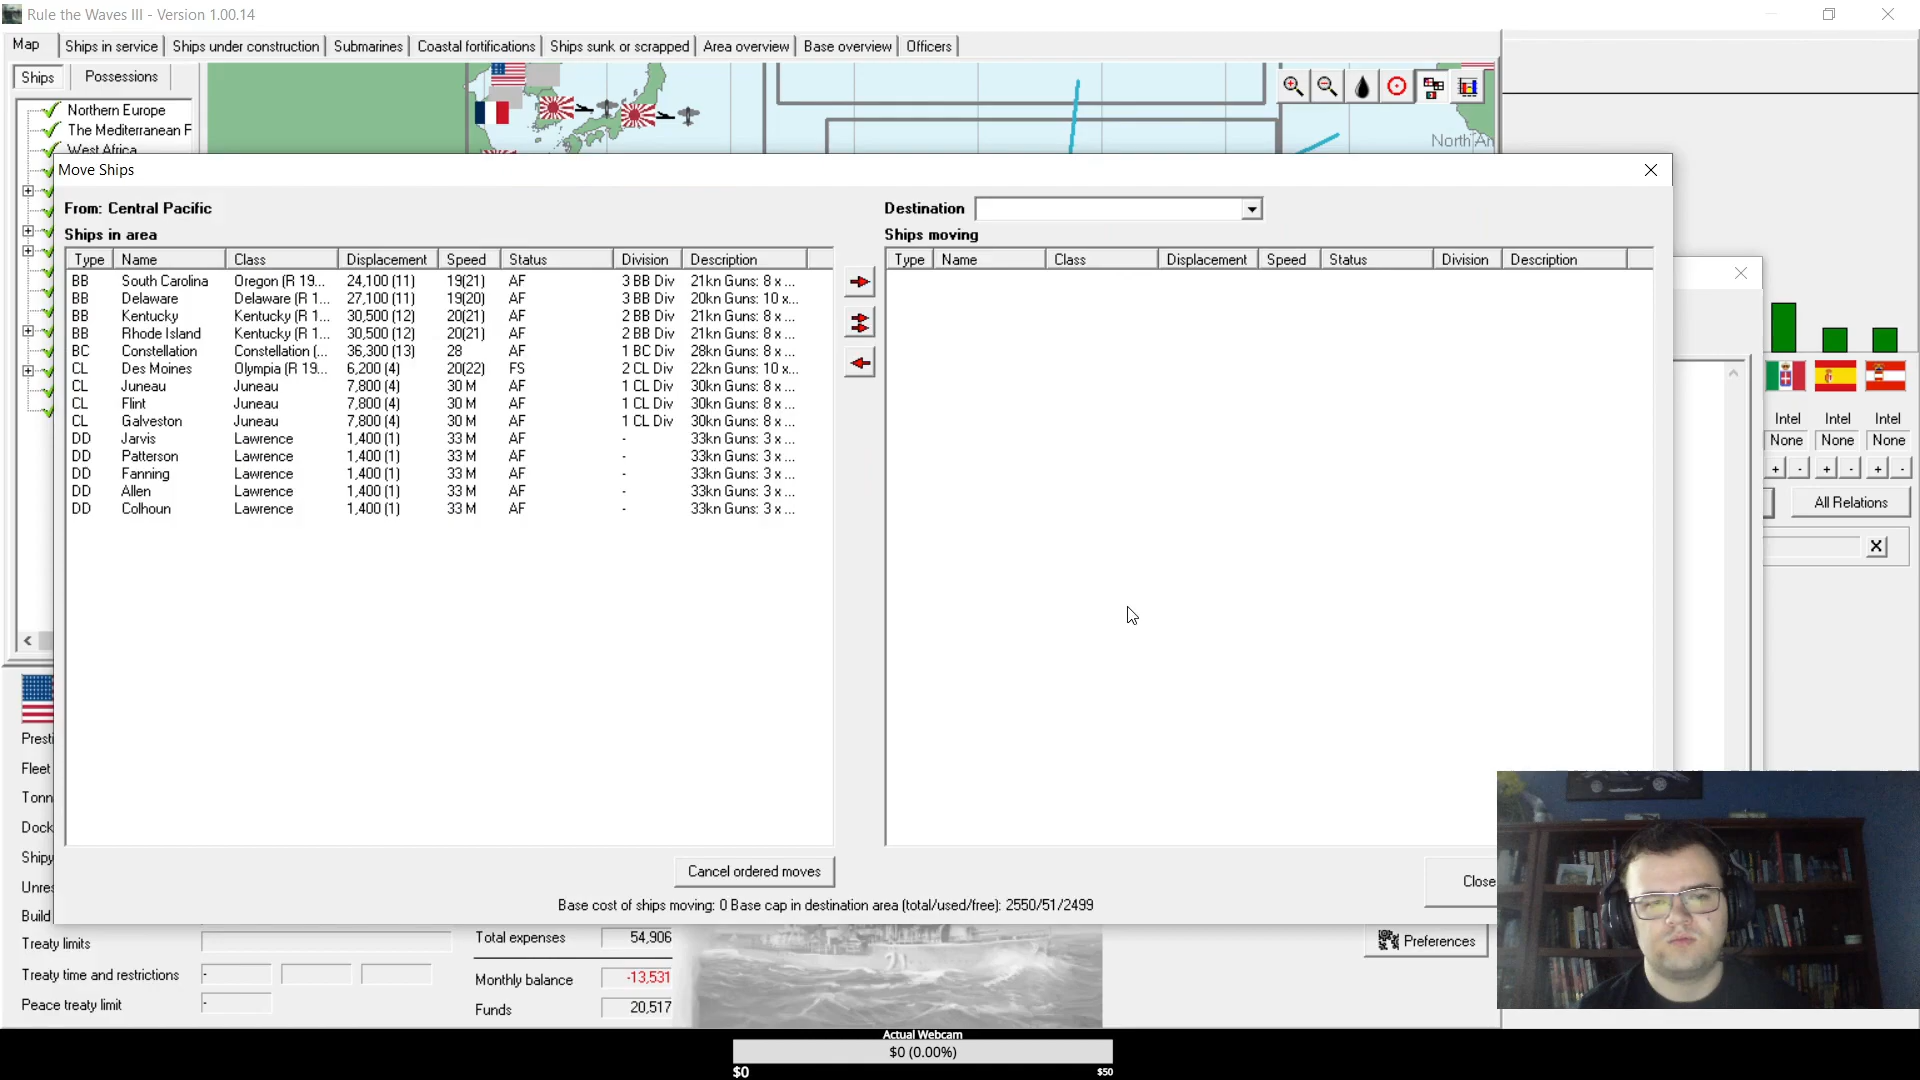 Rule the Waves III - Version 1.00.14
Map Ships in service Ships under construction Submarines Coastal fortifications Ships sunk or scrapped Area overview Base overview Officers
Ships Possessions
Northern Europe
The Mediterranean F
West Africa
North An
Move Ships
From: Central Pacific Destination
Ships in area Ships moving
Type Name Class Displacement Speed Status Division Description Type Name Class Displacement Speed Status Division Description
BB South Carolina Oregon (R 19... 24,100 (11) 19(21) AF 3 BB Div 21kn Guns: 8 x ...
BB Delaware Delaware (R 1... 27,100 (11) 19(20) AF 3 BB Div 20kn Guns: 10 x...
BB Kentucky Kentucky (R 1... 30,500 (12) 20(21) AF 2 BB Div 21kn Guns: 8 x ...
BB Rhode Island Kentucky (R 1... 30,500 (12) 20(21) AF 2 BB Div 21kn Guns: 8 x ...
BC Constellation Constellation (... 36,300 (13) 28 AF 1 BC Div 28kn Guns: 8 x ...
CL Des Moines Olympia (R 19... 6,200 (4) 20(22) FS 2 CL Div 22kn Guns: 10 x...
CL Juneau Juneau 7,800 (4) 30 M AF 1 CL Div 30kn Guns: 8 x ...
CL Flint Juneau 7,800 (4) 30 M AF 1 CL Div 30kn Guns: 8 x ...
CL Galveston Juneau 7,800 (4) 30 M AF 1 CL Div 30kn Guns: 8 x ...
DD Jarvis Lawrence 1,400 (1) 33 M AF - 33kn Guns: 3 x ...
DD Patterson Lawrence 1,400 (1) 33 M AF - 33kn Guns: 3 x ...
DD Fanning Lawrence 1,400 (1) 33 M AF - 33kn Guns: 3 x ...
DD Allen Lawrence 1,400 (1) 33 M AF - 33kn Guns: 3 x ...
DD Colhoun Lawrence 1,400 (1) 33 M AF - 33kn Guns: 3 x ...
Intel Intel Intel
None None None
+ - + - + -
All Relations
X
Cancel ordered moves
Close
Base cost of ships moving: 0 Base cap in destination area (total/used/free): 2550/51/2499
Presti
Fleet
Tonn
Dock
Shipy
Unres
Build
Treaty limits
Treaty time and restrictions -
Peace treaty limit -
Total expenses 54,906
Monthly balance -13,531
Funds 20,517
Preferences
Actual Webcam
$0 (0.00%)
$0 $50